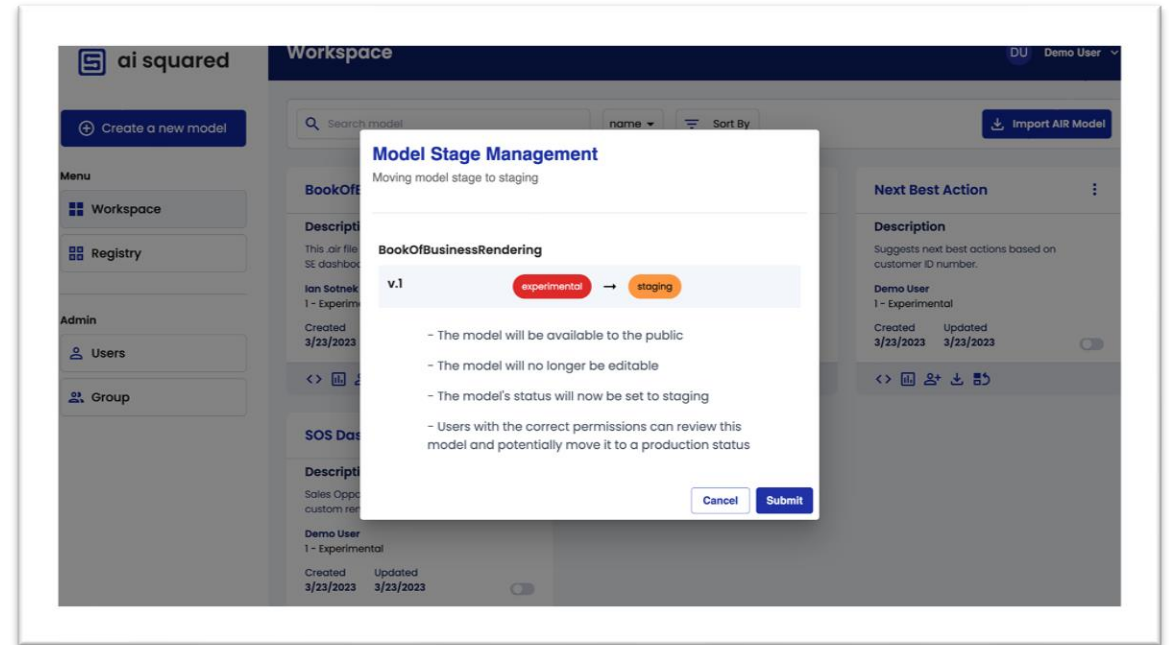 ai squared
Workspace
DU Demo User
Create a new model
Search model
name
Sort By
Import AIR Model
Menu
Workspace
Registry
Admin
Users
Group
Model Stage Management
Moving model stage to staging
BookOfBusinessRendering
v.1 experimental → staging
- The model will be available to the public
- The model will no longer be editable
- The model's status will now be set to staging
- Users with the correct permissions can review this
model and potentially move it to a production status
Cancel Submit
This .air file
Ian Sotnek
Created
3/23/2023
Next Best Action
Description
Suggests next best actions based on
customer ID number.
Demo User
1 - Experimental
Created Updated
3/23/2023 3/23/2023
SOS
Demo User
1 - Experimental
Created Updated
3/23/2023 3/23/2023